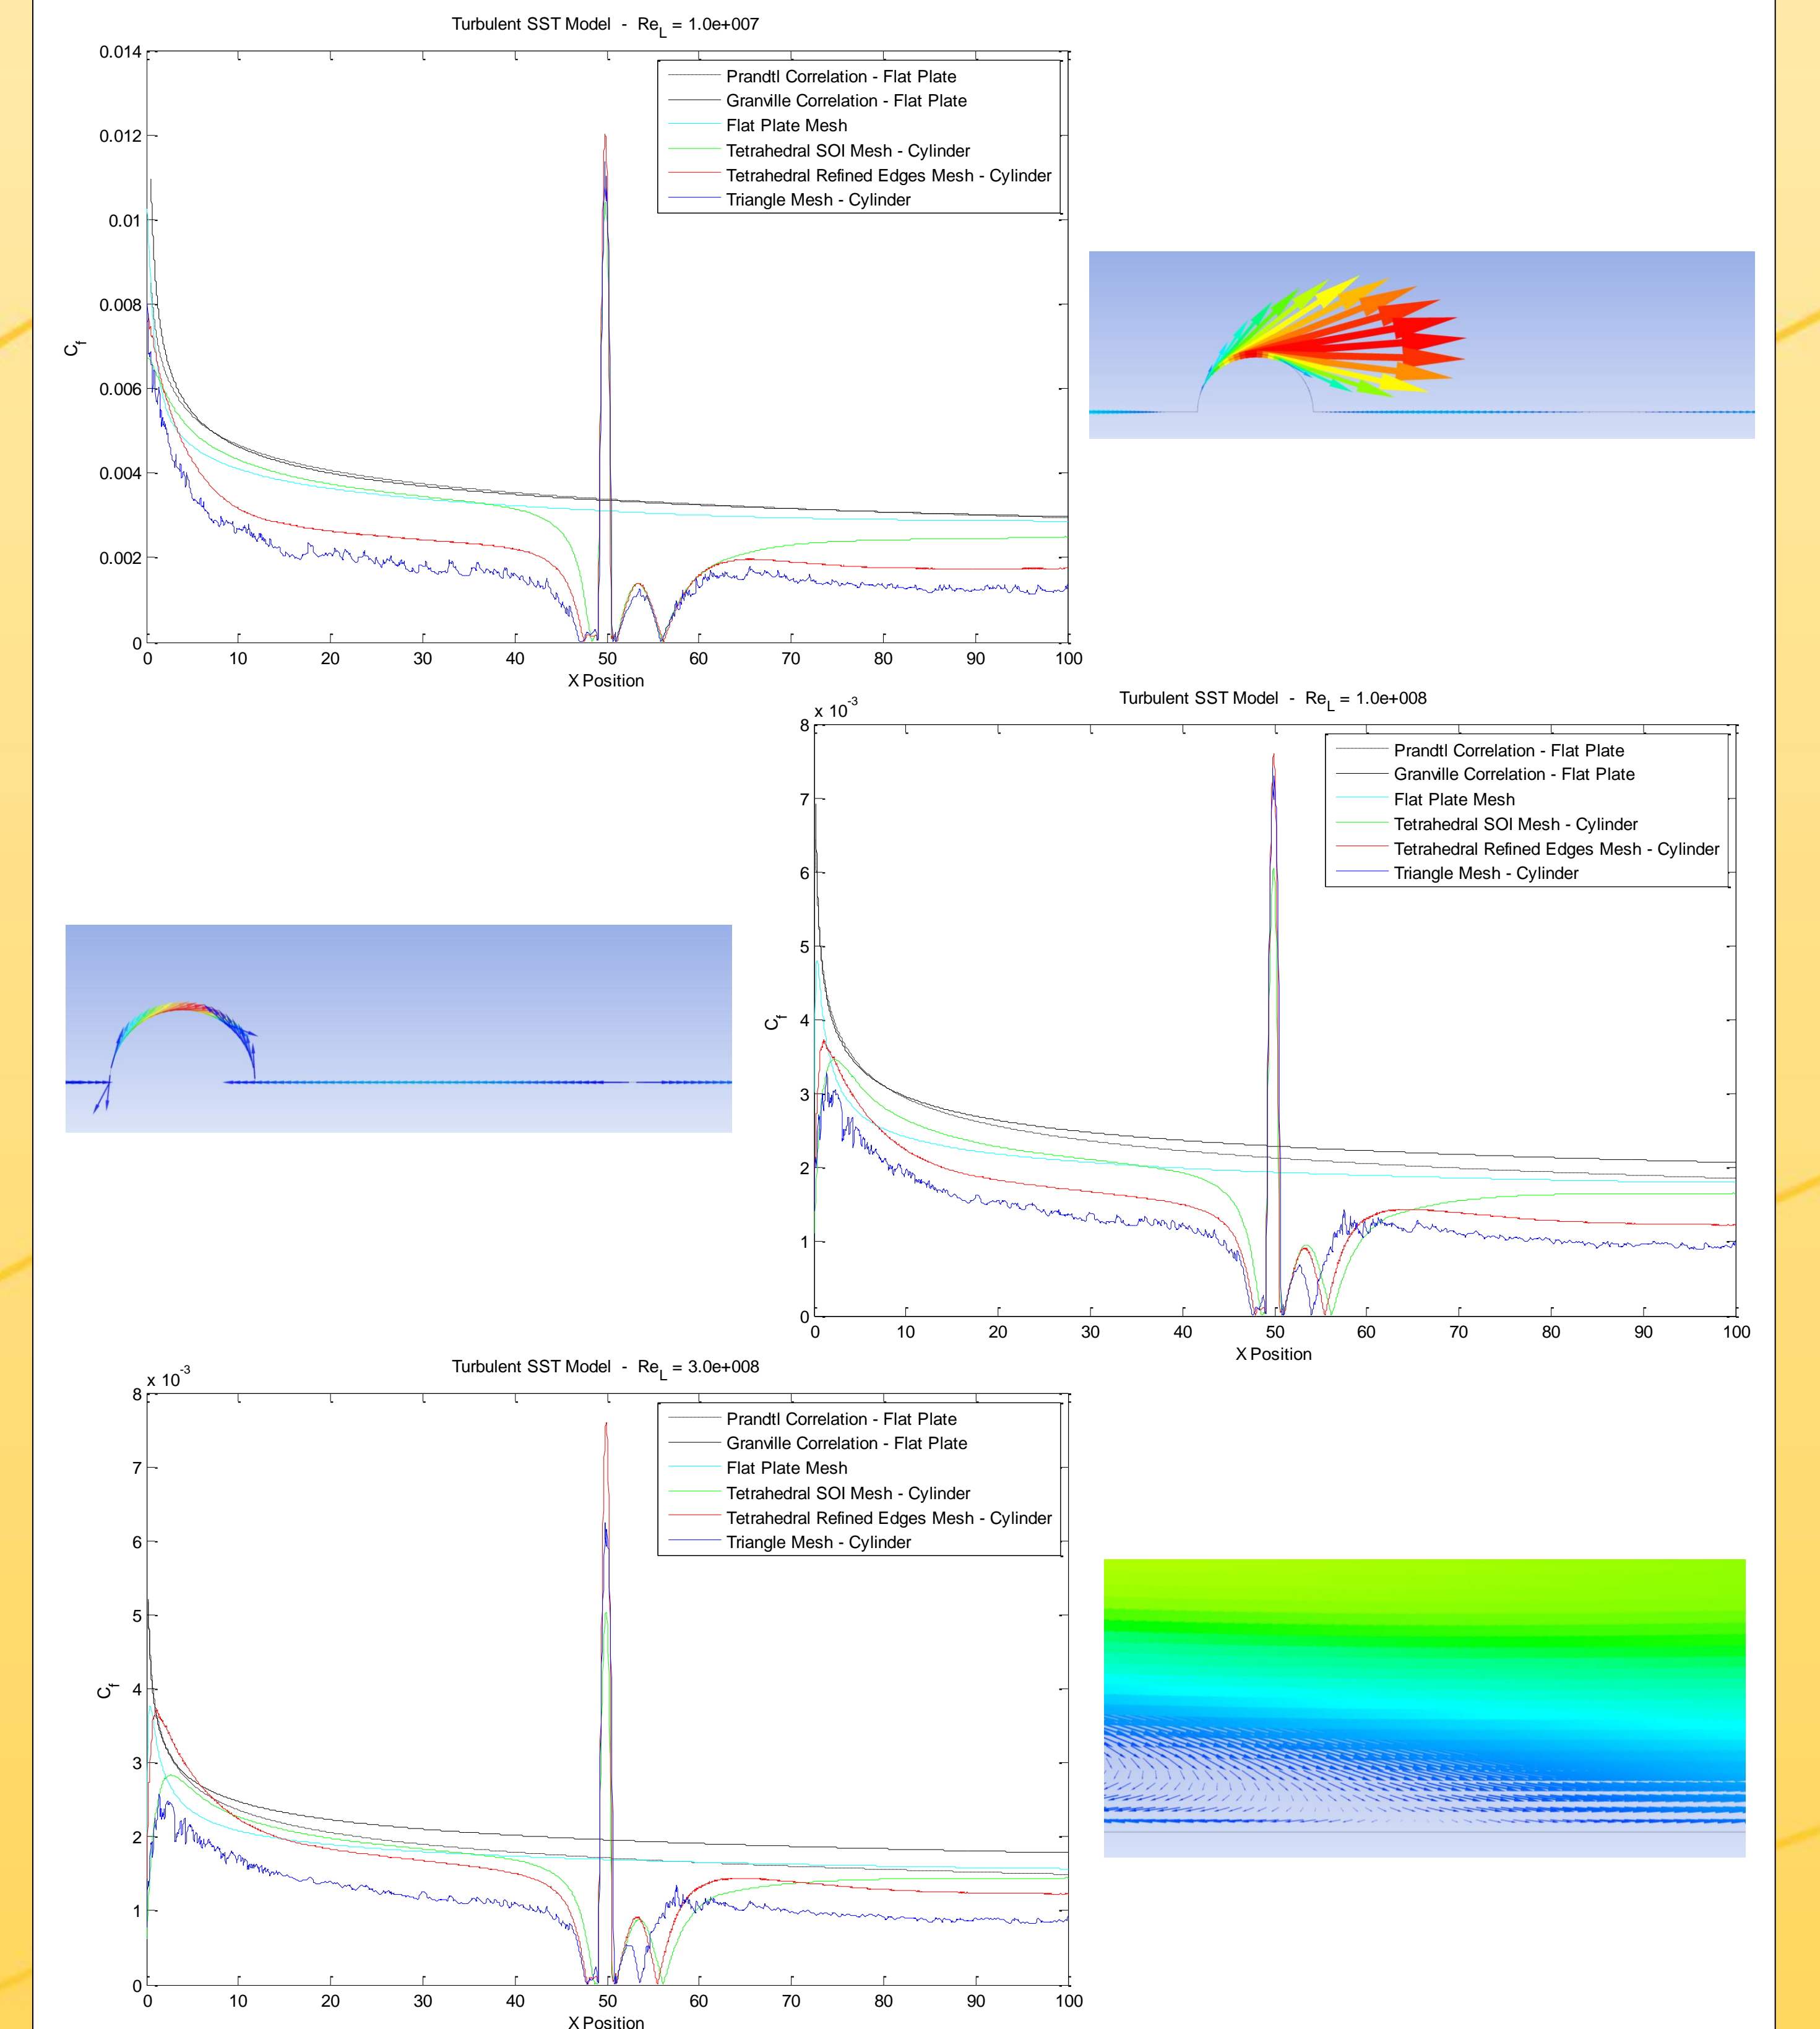 Turbulent SST Model - Re_L = 1.0e+007
0.014
0.012
0.01
0.008
0.006
0.004
0.002
0
C_f
Prandtl Correlation - Flat Plate
Granville Correlation - Flat Plate
Flat Plate Mesh
Tetrahedral SOI Mesh - Cylinder
Tetrahedral Refined Edges Mesh - Cylinder
Triangle Mesh - Cylinder
0 10 20 30 40 50 60 70 80 90 100
X Position
Turbulent SST Model - Re_L = 1.0e+008
x 10^-3
8
7
6
5
4
3
2
1
0
C_f
Prandtl Correlation - Flat Plate
Granville Correlation - Flat Plate
Flat Plate Mesh
Tetrahedral SOI Mesh - Cylinder
Tetrahedral Refined Edges Mesh - Cylinder
Triangle Mesh - Cylinder
0 10 20 30 40 50 60 70 80 90 100
X Position
Turbulent SST Model - Re_L = 3.0e+008
x 10^-3
8
7
6
5
4
3
2
1
0
C_f
Prandtl Correlation - Flat Plate
Granville Correlation - Flat Plate
Flat Plate Mesh
Tetrahedral SOI Mesh - Cylinder
Tetrahedral Refined Edges Mesh - Cylinder
Triangle Mesh - Cylinder
0 10 20 30 40 50 60 70 80 90 100
X Position